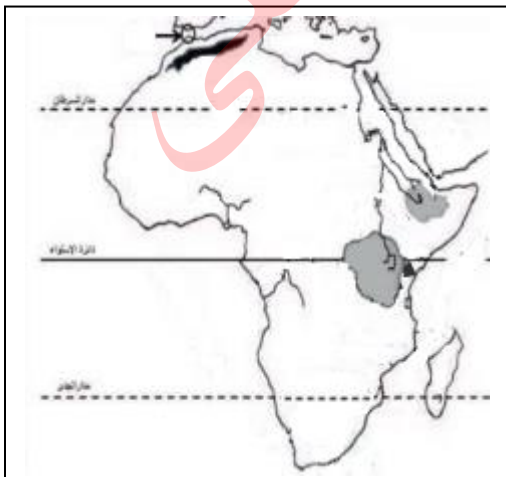 مدار السرطان
دائرة الاستواء
مدار الجدي